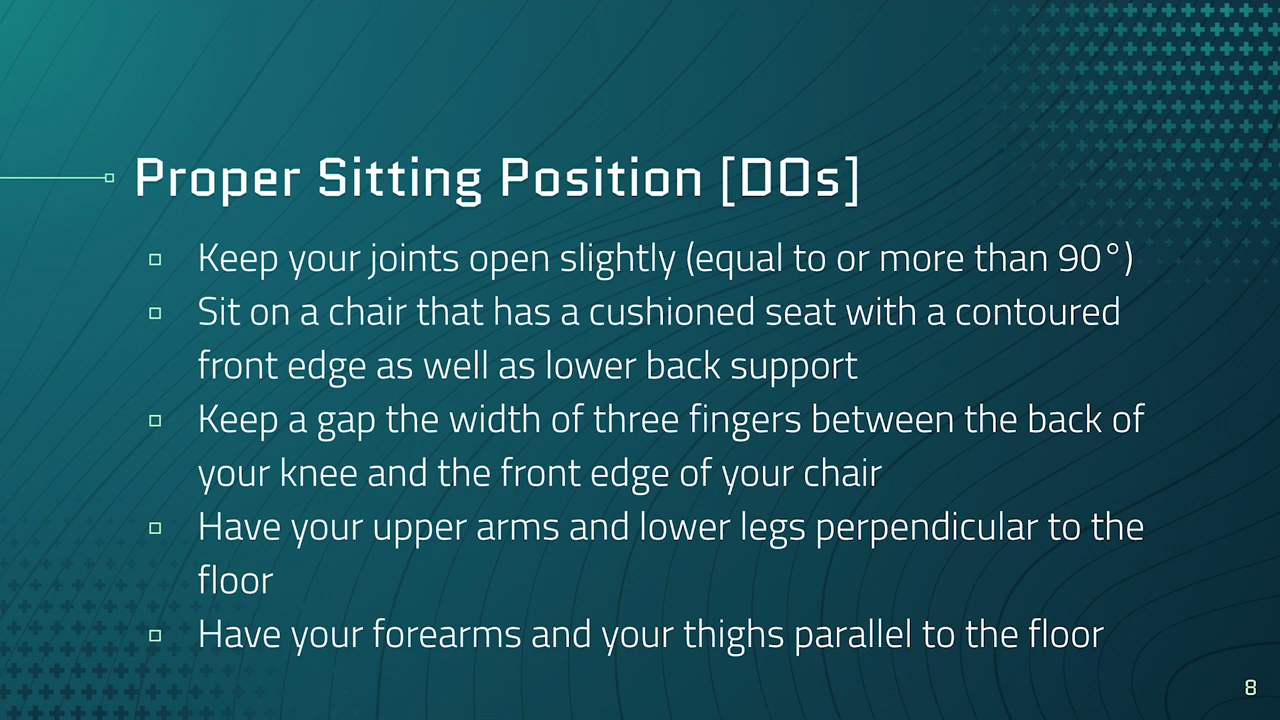 Proper Sitting Position [DOs]
Keep your joints open slightly (equal to or more than 90°)
Sit on a chair that has a cushioned seat with a contoured
front edge as well as lower back support
Keep a gap the width of three fingers between the back of
your knee and the front edge of your chair
Have your upper arms and lower legs perpendicular to the
floor
Have your forearms and your thighs parallel to the floor
8